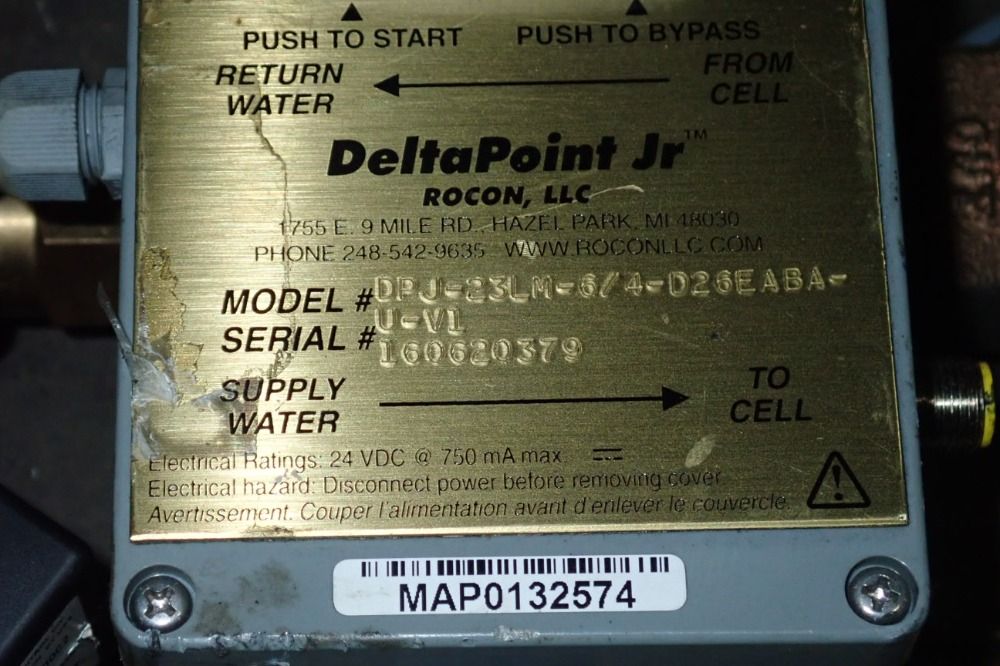 PUSH TO START PUSH TO BYPASS
RETURN WATER FROM CELL
DeltaPoint Jr™
ROCON, LLC
1755 E. 9 MILE RD., HAZEL PARK, MI 48030
PHONE 248-542-9635 WWW.ROCONLLC.COM
MODEL # DPJ-23LM-6/4-D26EABA-
U-V1
SERIAL # 160620379
SUPPLY WATER TO CELL
Electrical Ratings: 24 VDC @ 750 mA max
Electrical hazard: Disconnect power before removing cover.
Avertissement. Couper l'alimentation avant d'enlever le couvercle.
MAP0132574